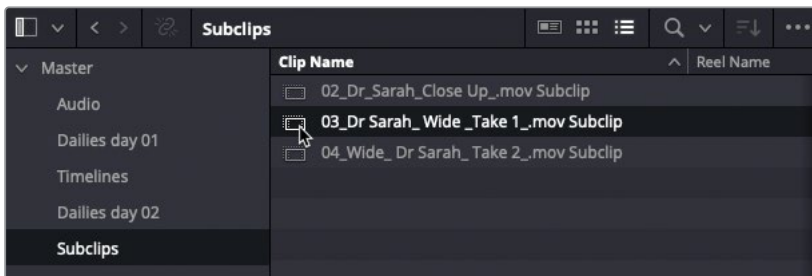 Subclips
Master
Audio
Dailies day 01
Timelines
Dailies day 02
Subclips
Clip Name
Reel Name
02_Dr_Sarah_Close Up_.mov Subclip
03_Dr Sarah_ Wide _Take 1_.mov Subclip
04_Wide_ Dr Sarah_ Take 2_.mov Subclip